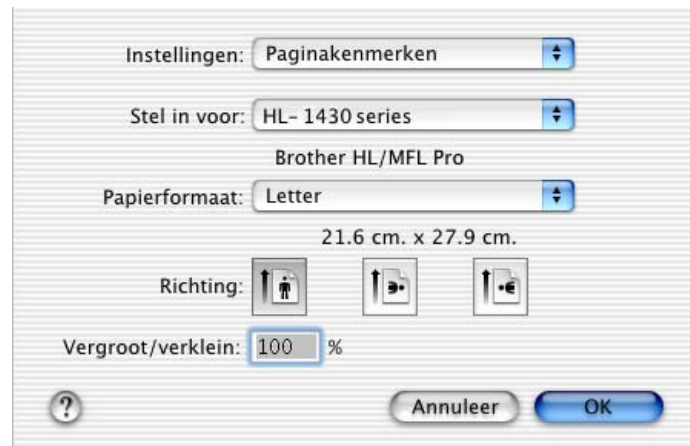 Instellingen: Paginakenmerken
Stel in voor: HL- 1430 series
Brother HL/MFL Pro
Papierformaat: Letter
21.6 cm. x 27.9 cm.
Richting:
Vergroot/verklein: 100 %
? Annuleer OK